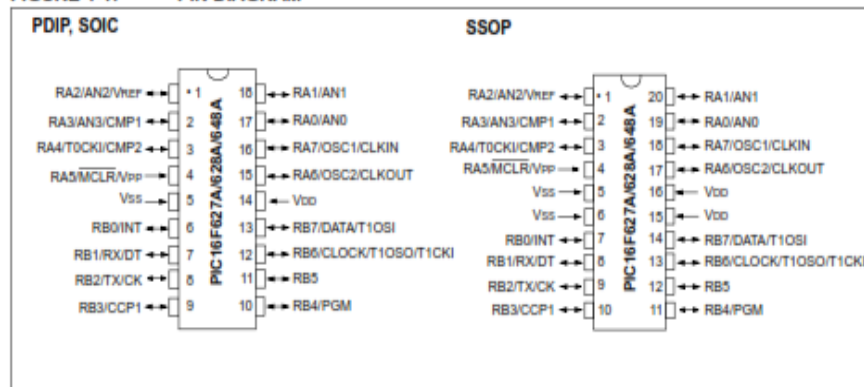 PDIP, SOIC
RA2/AN2/VREF 1 18 RA1/AN1
RA3/AN3/CMP1 2 17 RA0/AN0
RA4/T0CKI/CMP2 3 16 RA7/OSC1/CLKIN
RA5/MCLR/VPP 4 15 RA6/OSC2/CLKOUT
VSS 5 14 VDD
RB0/INT 6 13 RB7/DATA/T1OSI
RB1/RX/DT 7 12 RB6/CLOCK/T1OSO/T1CKI
RB2/TX/CK 8 11 RB5
RB3/CCP1 9 10 RB4/PGM
PIC16F627A/628A/648A
SSOP
RA2/AN2/VREF 1 20 RA1/AN1
RA3/AN3/CMP1 2 19 RA0/AN0
RA4/T0CKI/CMP2 3 18 RA7/OSC1/CLKIN
RA5/MCLR/VPP 4 17 RA6/OSC2/CLKOUT
VSS 5 16 VDD
VSS 6 15 VDD
RB0/INT 7 14 RB7/DATA/T1OSI
RB1/RX/DT 8 13 RB6/CLOCK/T1OSO/T1CKI
RB2/TX/CK 9 12 RB5
RB3/CCP1 10 11 RB4/PGM
PIC16F627A/628A/648A